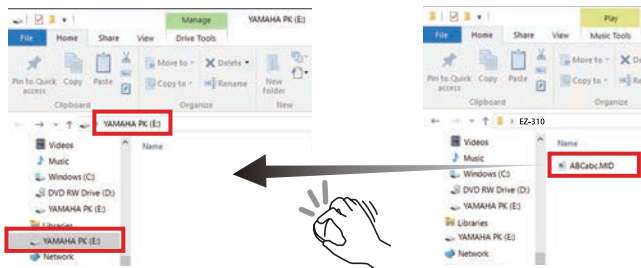 Manage
YAMAHA PK (E:)
File
Home
Share
View
Drive Tools
Pin to Quick access
Copy
Paste
Move to
Delete
Copy to
Rename
New folder
Clipboard
Organize
New
YAMAHA PK (E:)
Videos
Music
Windows (C:)
DVD RW Drive (D:)
YAMAHA PK (E:)
Libraries
YAMAHA PK (E:)
Network
Name
Play
File
Home
Share
View
Music Tools
Pin to Quick access
Copy
Paste
Move to
Copy to
Clipboard
Organize
EZ-310
Videos
Music
Windows (C:)
DVD RW Drive (D:)
YAMAHA PK (E:)
Libraries
YAMAHA PK (E:)
Network
Name
ABCabc.MID